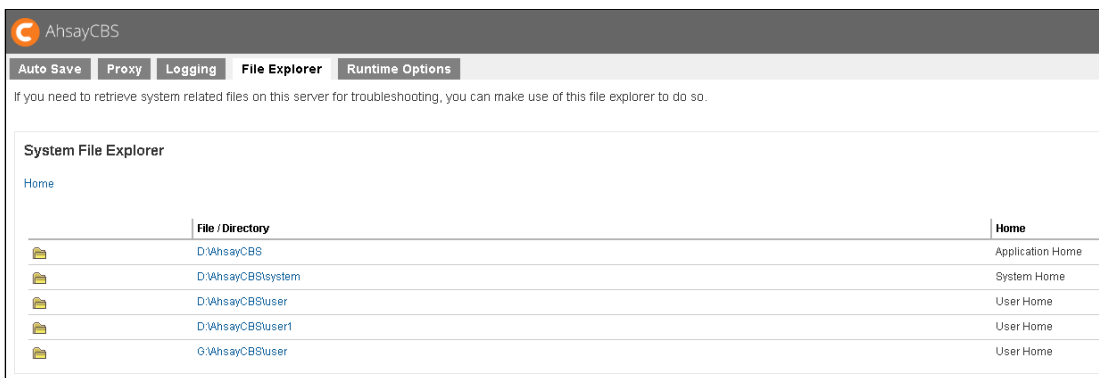 AhsayCBS
Auto Save Proxy Logging File Explorer Runtime Options
If you need to retrieve system related files on this server for troubleshooting, you can make use of this file explorer to do so.
System File Explorer
Home
File / Directory Home
D:\AhsayCBS Application Home
D:\AhsayCBS\system System Home
D:\AhsayCBS\user User Home
D:\AhsayCBS\user1 User Home
G:\AhsayCBS\user User Home